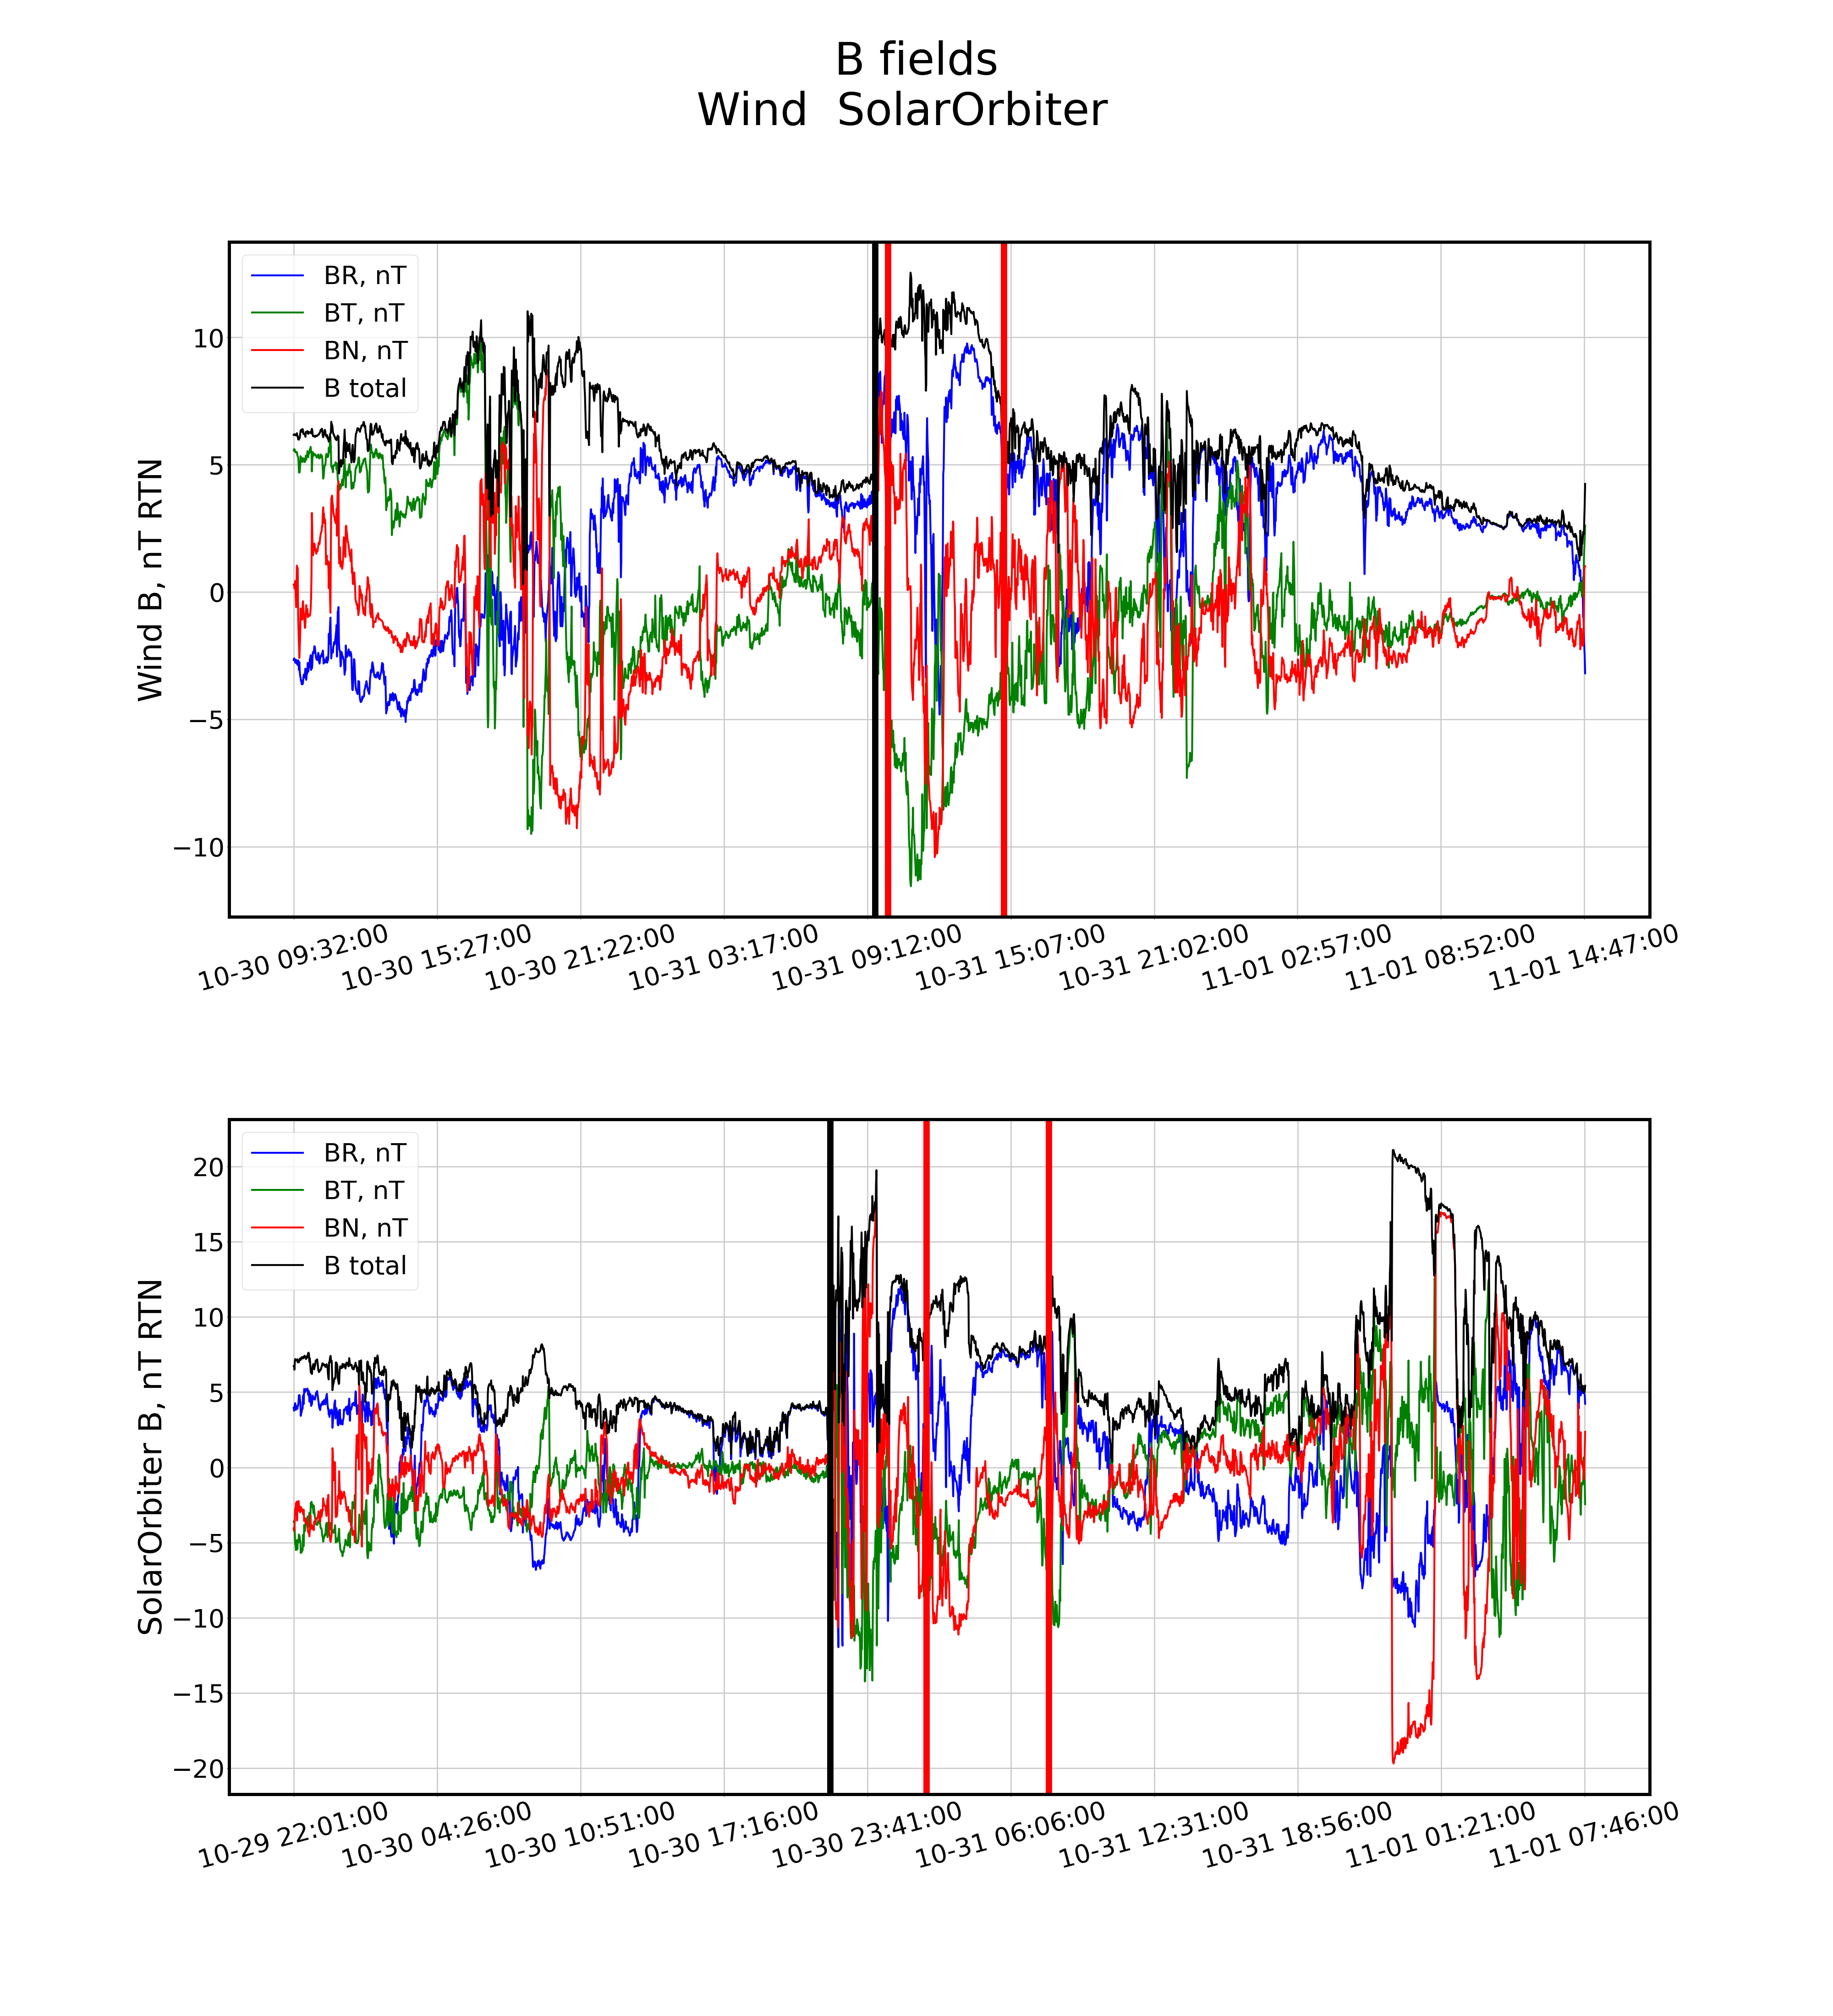 B fields
Wind  SolarOrbiter
BR, nT
BT, nT
BN, nT
B total
Wind B, nT RTN
10
5
0
−5
−10
10-30 09:32:00
10-30 15:27:00
10-30 21:22:00
10-31 03:17:00
10-31 09:12:00
10-31 15:07:00
10-31 21:02:00
11-01 02:57:00
11-01 08:52:00
11-01 14:47:00
BR, nT
BT, nT
BN, nT
B total
SolarOrbiter B, nT RTN
20
15
10
5
0
−5
−10
−15
−20
10-29 22:01:00
10-30 04:26:00
10-30 10:51:00
10-30 17:16:00
10-30 23:41:00
10-31 06:06:00
10-31 12:31:00
10-31 18:56:00
11-01 01:21:00
11-01 07:46:00